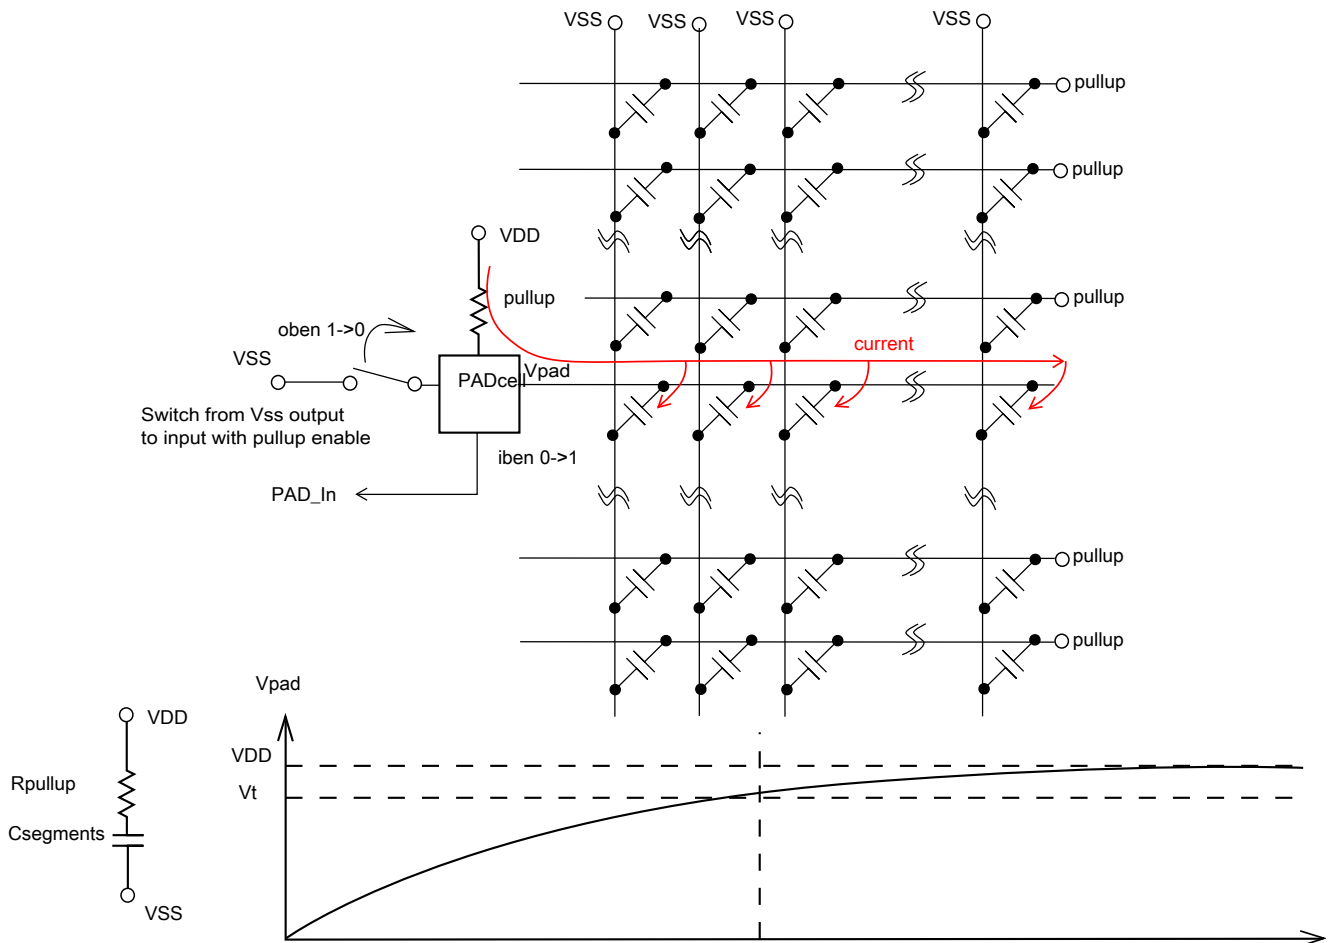 VSS VSS VSS VSS
pullup
pullup
VDD
pullup
pullup
oben 1->0
current
VSS
PADcell
Vpad
Switch from Vss output
to input with pullup enable
iben 0->1
PAD_In
pullup
pullup
Vpad
VDD
VDD
Rpullup
Vt
Csegments
VSS